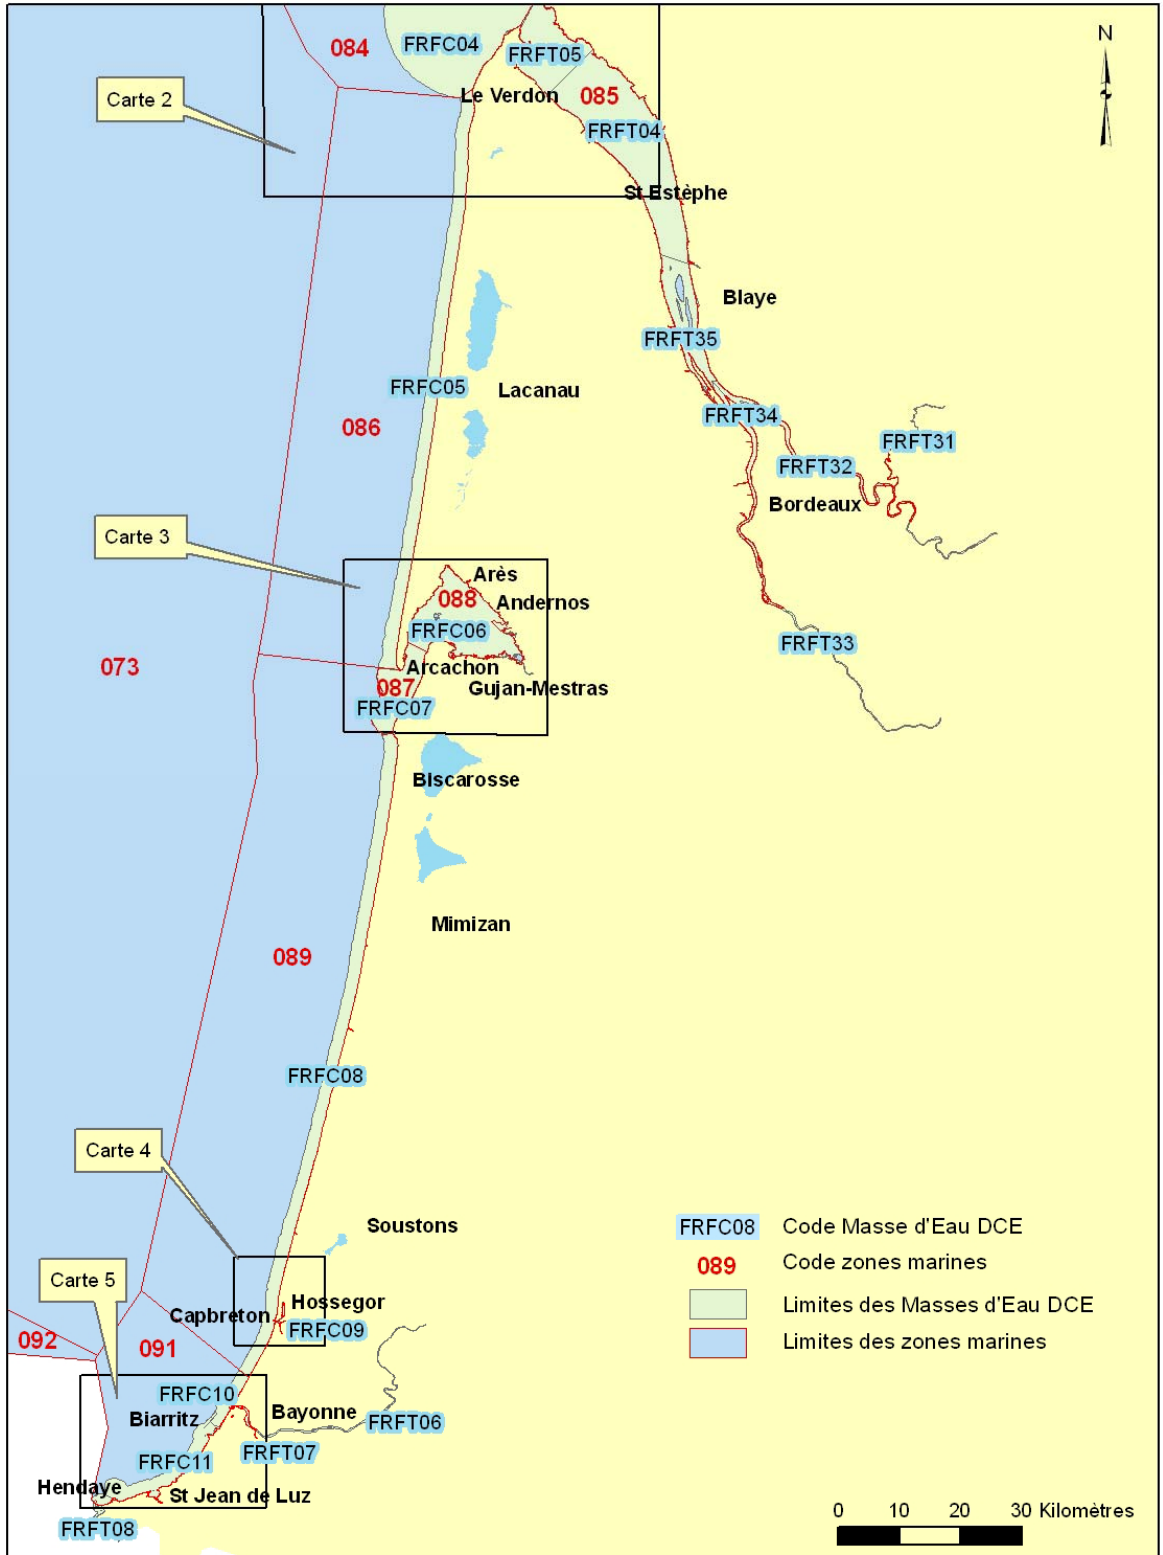 084
FRFC04
FRFT05
N
Carte 2
Le Verdon
085
FRFT04
St Estèphe
Blaye
FRFT35
FRFC05
Lacanau
086
FRFT34
FRFT31
FRFT32
Bordeaux
Carte 3
Arès
088
Andernos
FRFC06
FRFT33
073
Arcachon
087
Gujan-Mestras
FRFC07
Biscarosse
Mimizan
089
FRFC08
Carte 4
Soustons
FRFC08 Code Masse d'Eau DCE
089 Code zones marines
Carte 5
Hossegor
Limites des Masses d'Eau DCE
Capbreton
FRFC09
092
091
Limites des zones marines
FRFC10
Biarritz
Bayonne
FRFT06
FRFT07
FRFC11
Hendaye
St Jean de Luz
FRFT08
0 10 20 30 Kilomètres